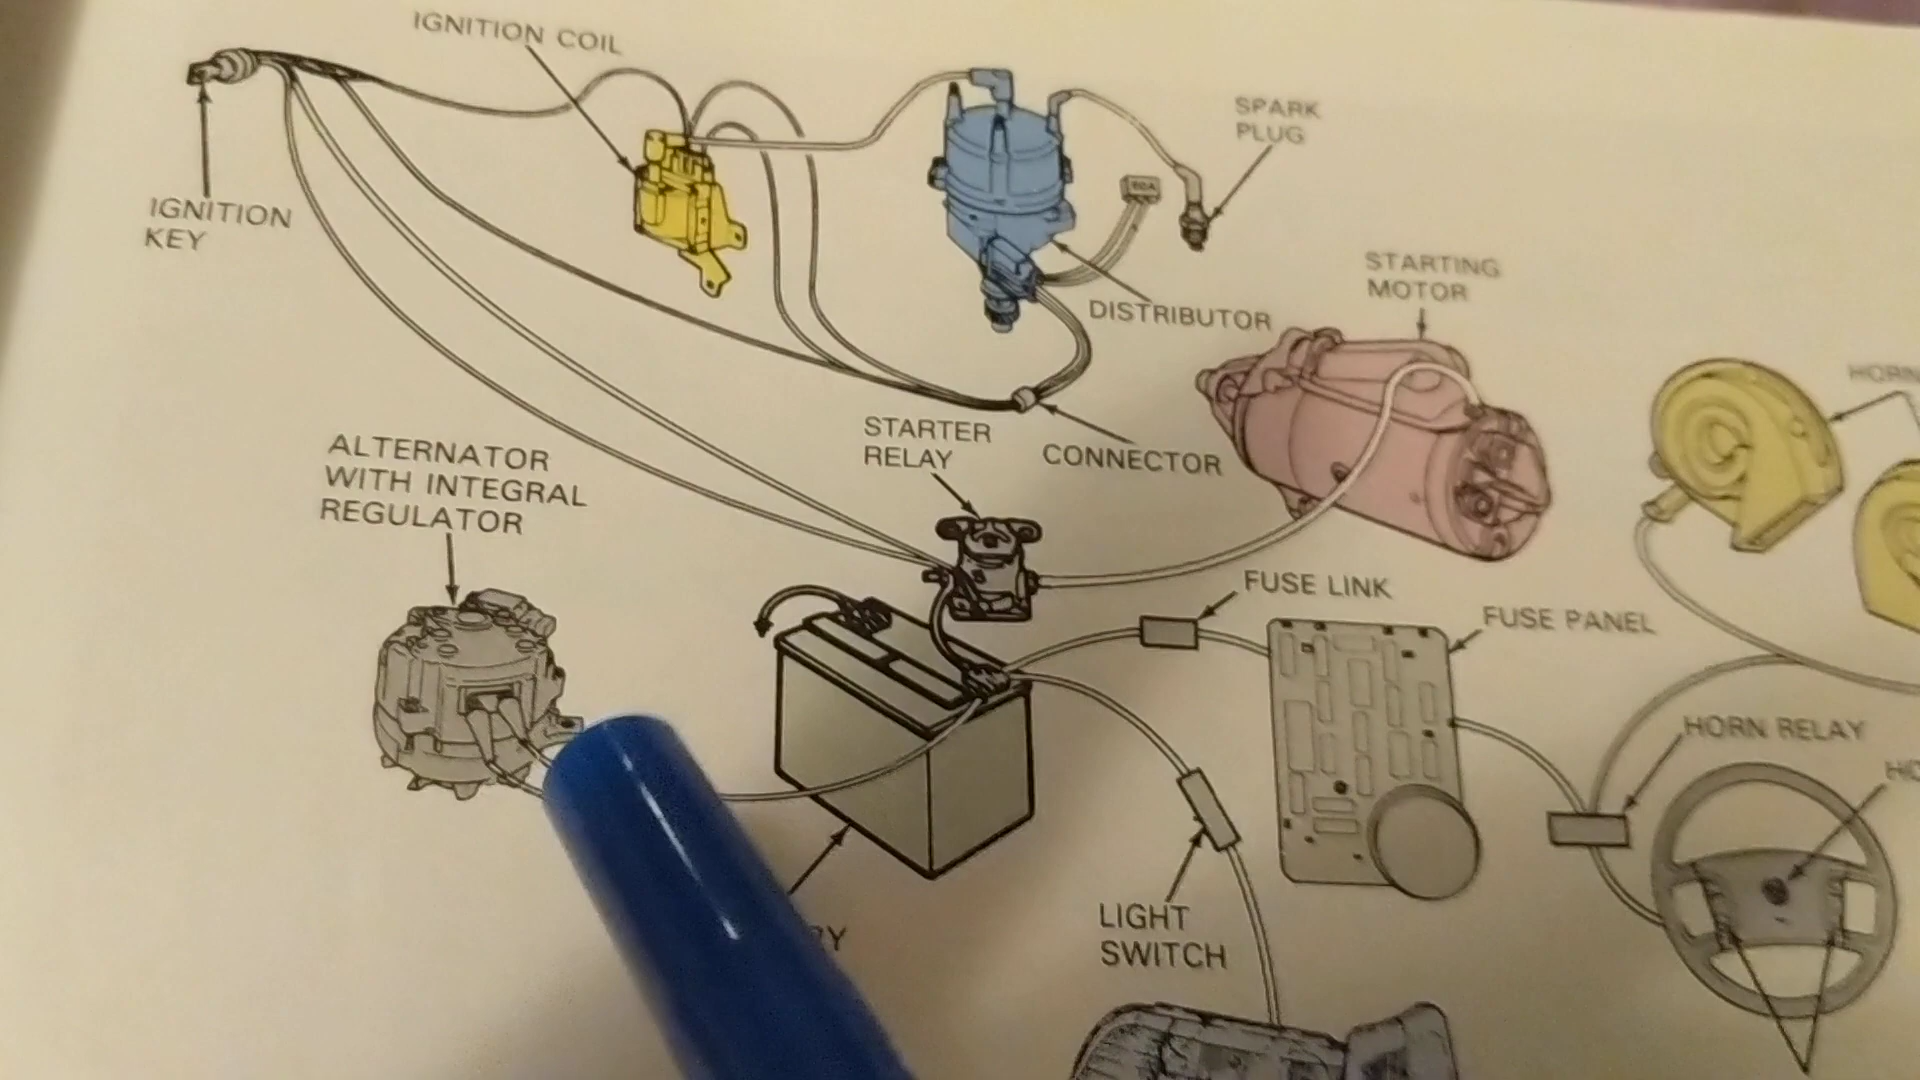 IGNITION COIL
IGNITION
KEY
SPARK
PLUG
STARTING
MOTOR
DISTRIBUTOR
HORN
ALTERNATOR
WITH INTEGRAL
REGULATOR
STARTER
RELAY
CONNECTOR
FUSE LINK
FUSE PANEL
HORN RELAY
LIGHT
SWITCH